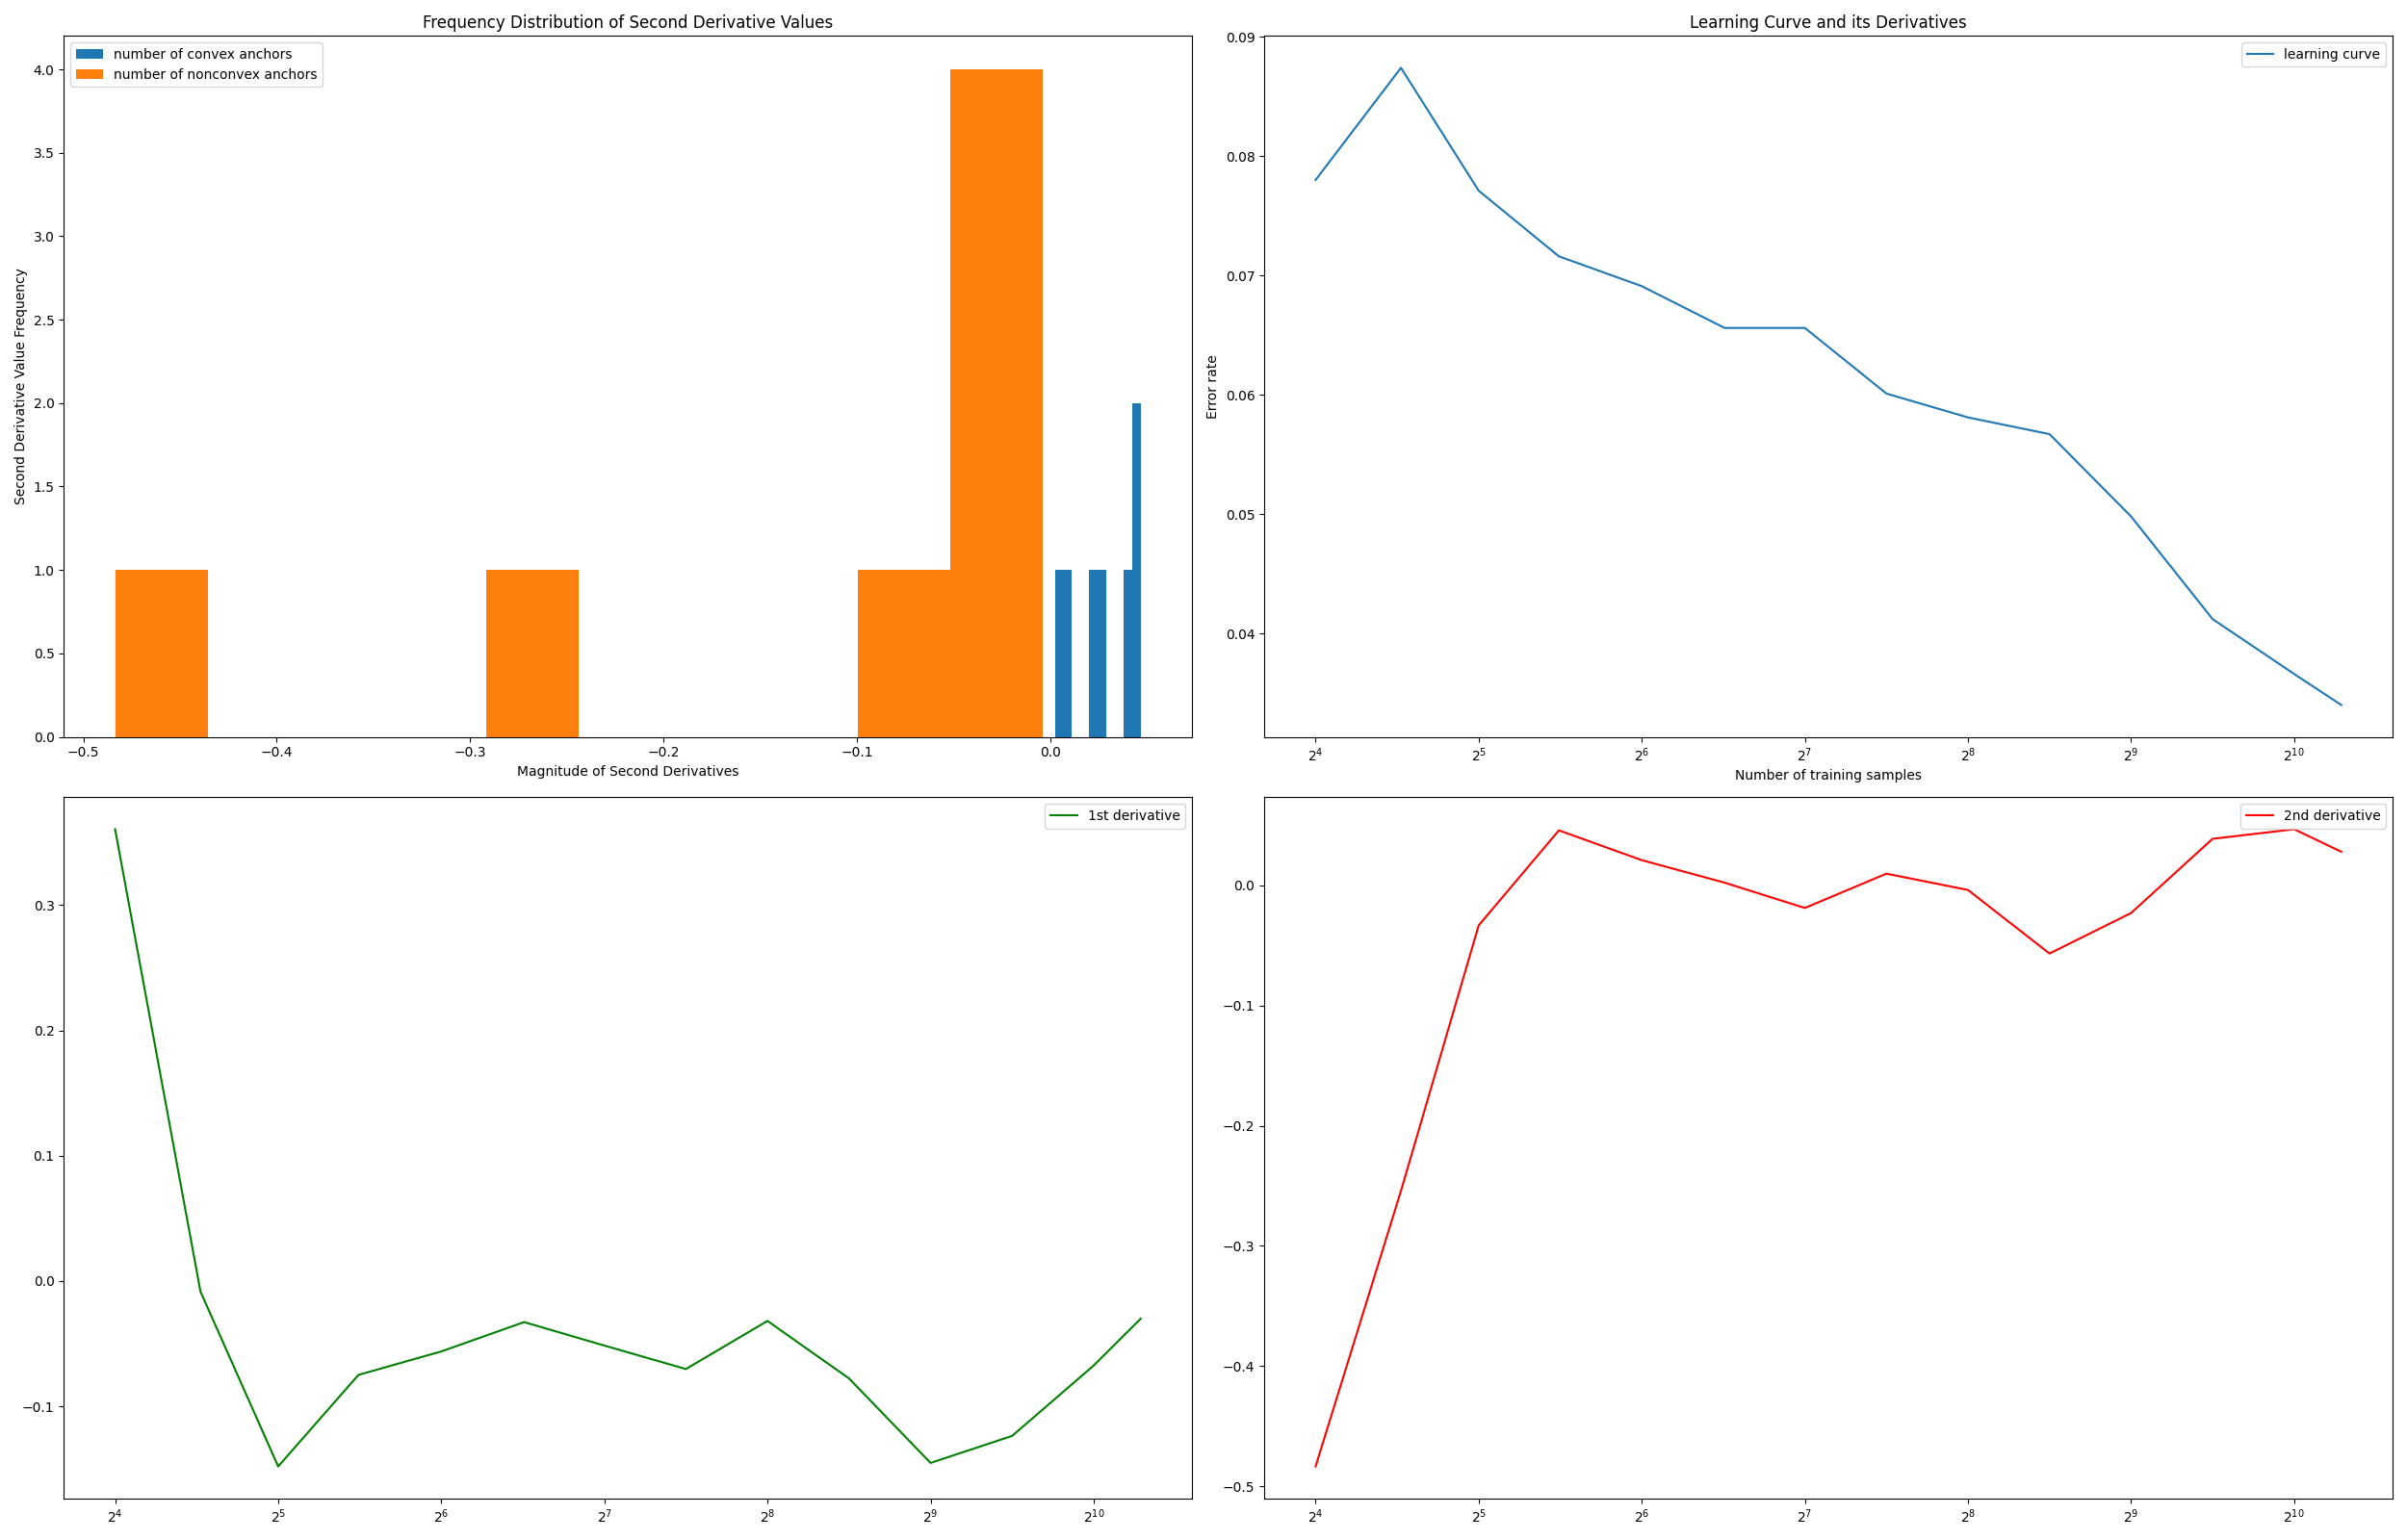 Frequency Distribution of Second Derivative Values
number of convex anchors
number of nonconvex anchors
4.0
3.5
3.0
2.5
2.0
1.5
1.0
0.5
0.0
Second Derivative Value Frequency
−0.5 −0.4 −0.3 −0.2 −0.1 0.0
Magnitude of Second Derivatives
Learning Curve and its Derivatives
learning curve
0.09
0.08
0.07
0.06
0.05
0.04
Error rate
2⁴ 2⁵ 2⁶ 2⁷ 2⁸ 2⁹ 2¹⁰
Number of training samples
1st derivative
0.3
0.2
0.1
0.0
−0.1
2⁴ 2⁵ 2⁶ 2⁷ 2⁸ 2⁹ 2¹⁰
2nd derivative
0.0
−0.1
−0.2
−0.3
−0.4
−0.5
2⁴ 2⁵ 2⁶ 2⁷ 2⁸ 2⁹ 2¹⁰